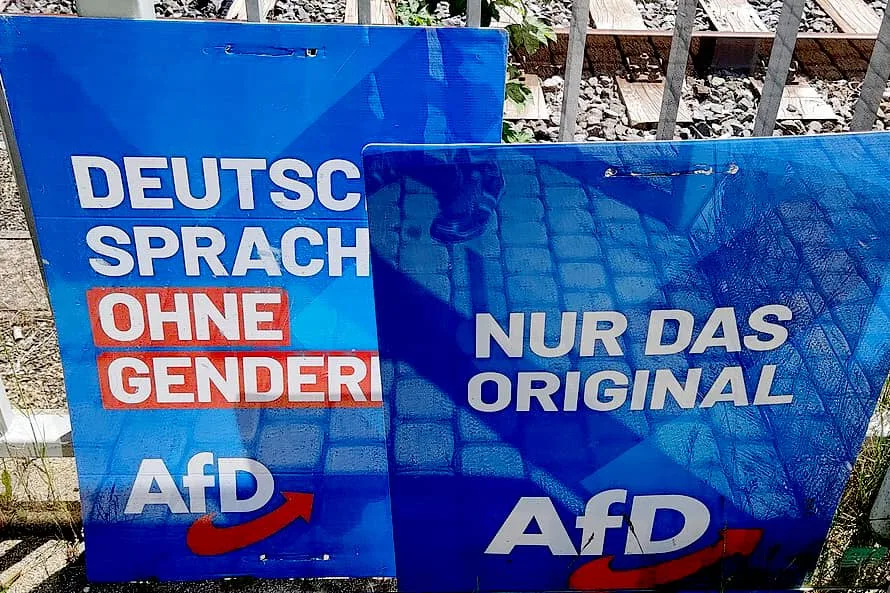 DEUTSC
SPRACH
OHNE
GENDER
AfD
NUR DAS
ORIGINAL
AfD